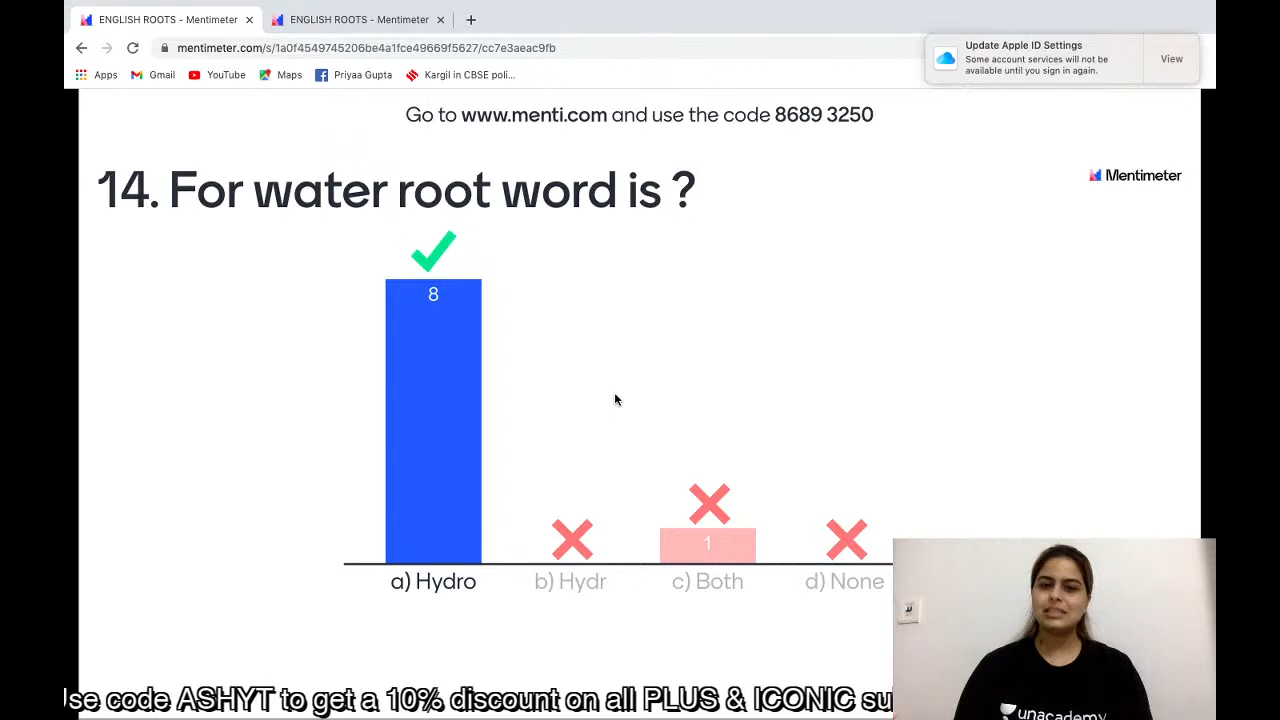 ENGLISH ROOTS - Mentimeter
ENGLISH ROOTS - Mentimeter
mentimeter.com/s/1a0f4549745206be4a1fce49669f5627/cc7e3aeac9fb
Update Apple ID Settings
Some account services will not be
available until you sign in again.
View
Apps
Gmail
YouTube
Maps
Priyaa Gupta
Kargil in CBSE poli...
Go to www.menti.com and use the code 8689 3250
14. For water root word is ?
Mentimeter
8
1
a) Hydro
b) Hydr
c) Both
d) None
Use code ASHYT to get a 10% discount on all PLUS & ICONIC su
unacademy